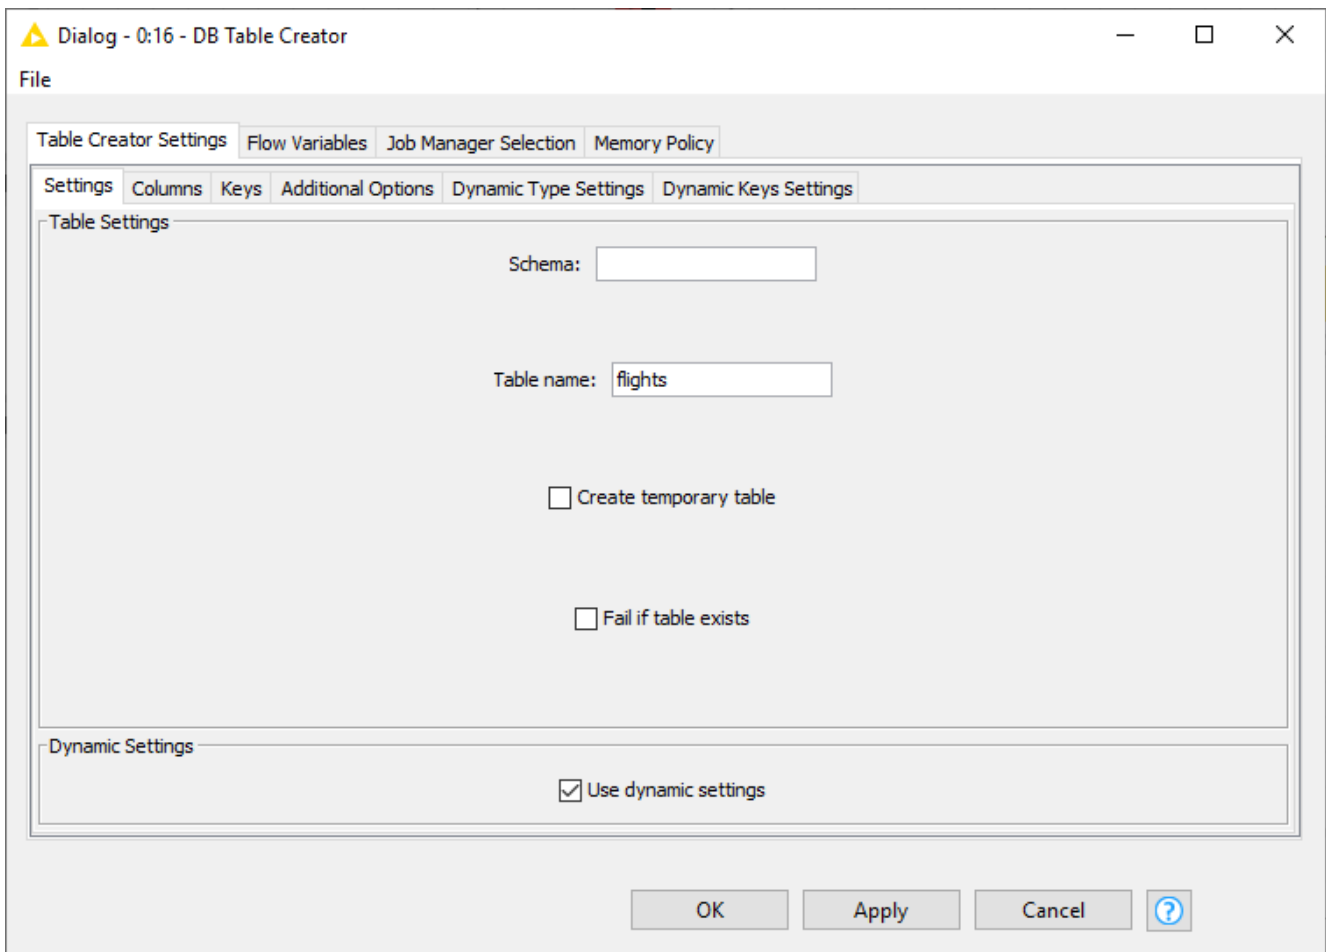 Dialog - 0:16 - DB Table Creator
File
Table Creator Settings Flow Variables Job Manager Selection Memory Policy
Settings Columns Keys Additional Options Dynamic Type Settings Dynamic Keys Settings
Table Settings
Schema:
Table name: flights
Create temporary table
Fail if table exists
Dynamic Settings
Use dynamic settings
OK Apply Cancel ?